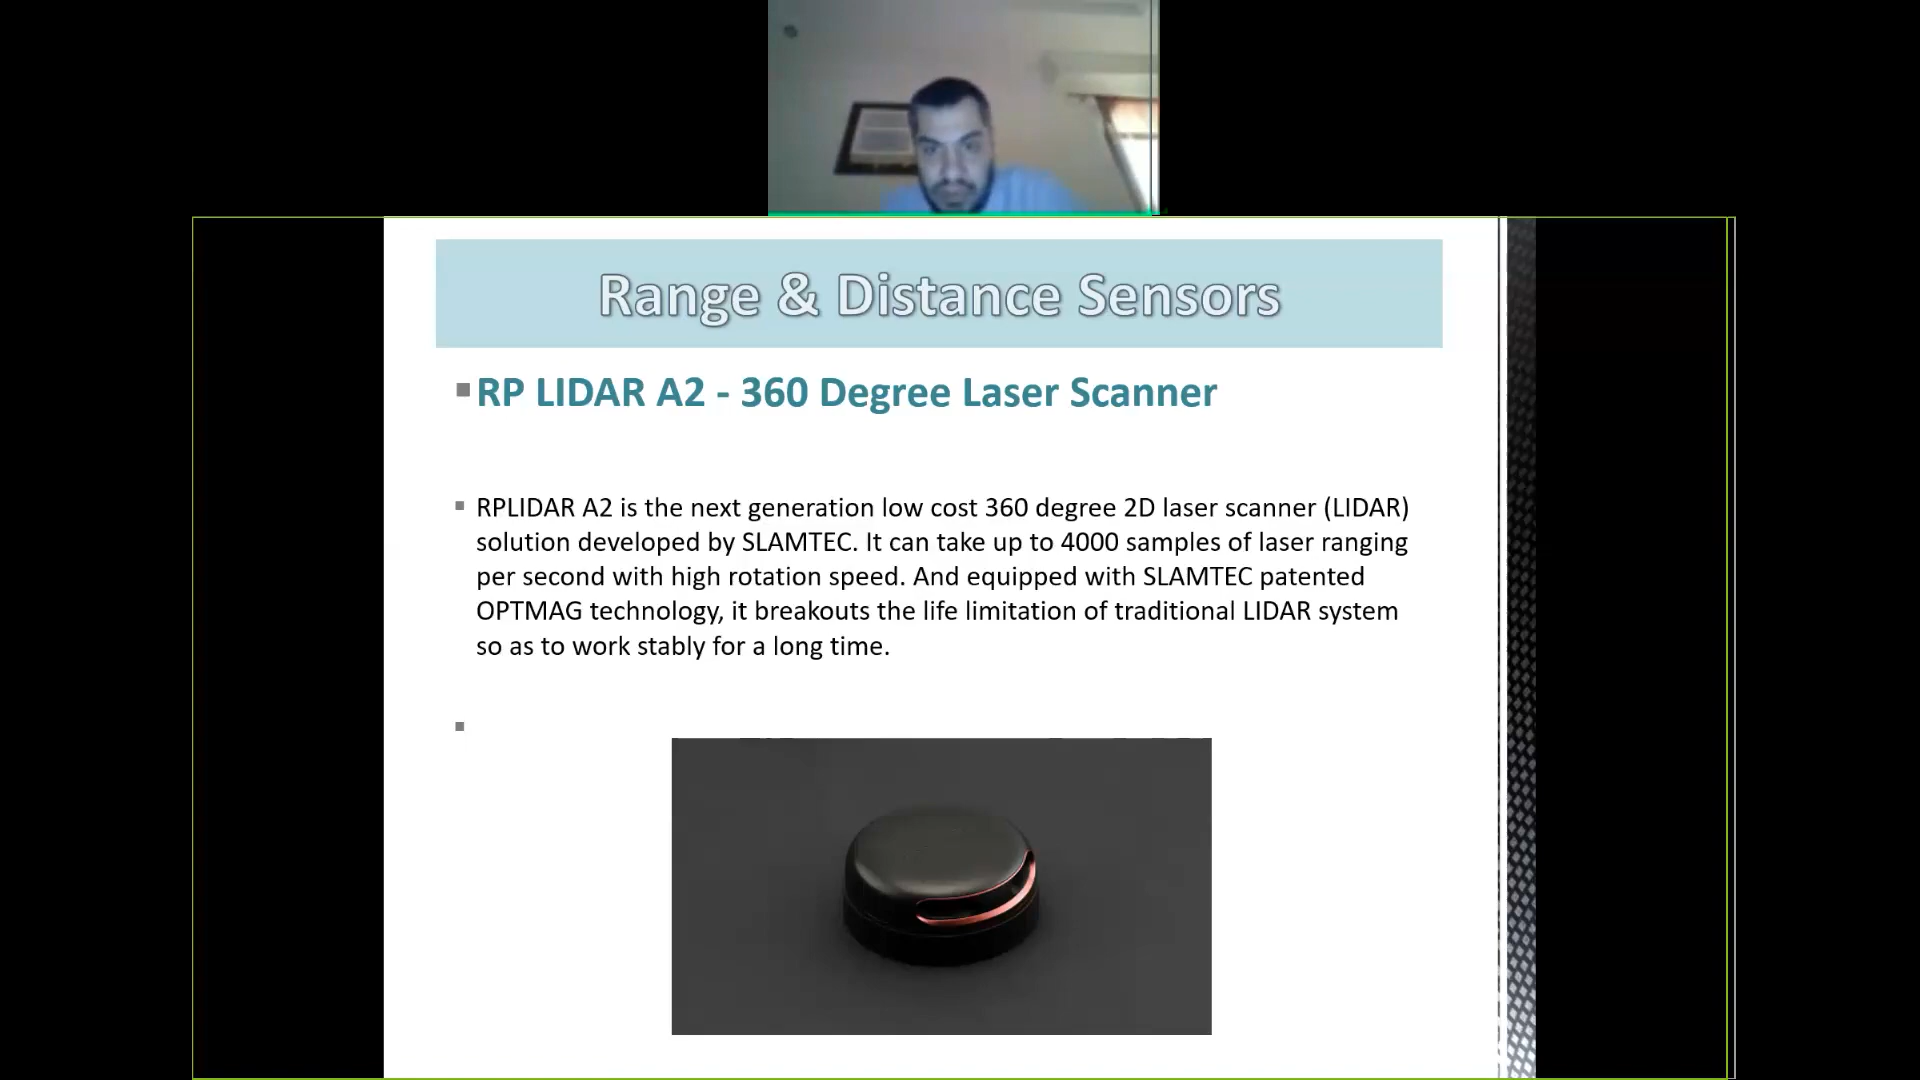 Range & Distance Sensors
RP LIDAR A2 - 360 Degree Laser Scanner
RPLIDAR A2 is the next generation low cost 360 degree 2D laser scanner (LIDAR)
solution developed by SLAMTEC. It can take up to 4000 samples of laser ranging
per second with high rotation speed. And equipped with SLAMTEC patented
OPTMAG technology, it breakouts the life limitation of traditional LIDAR system
so as to work stably for a long time.